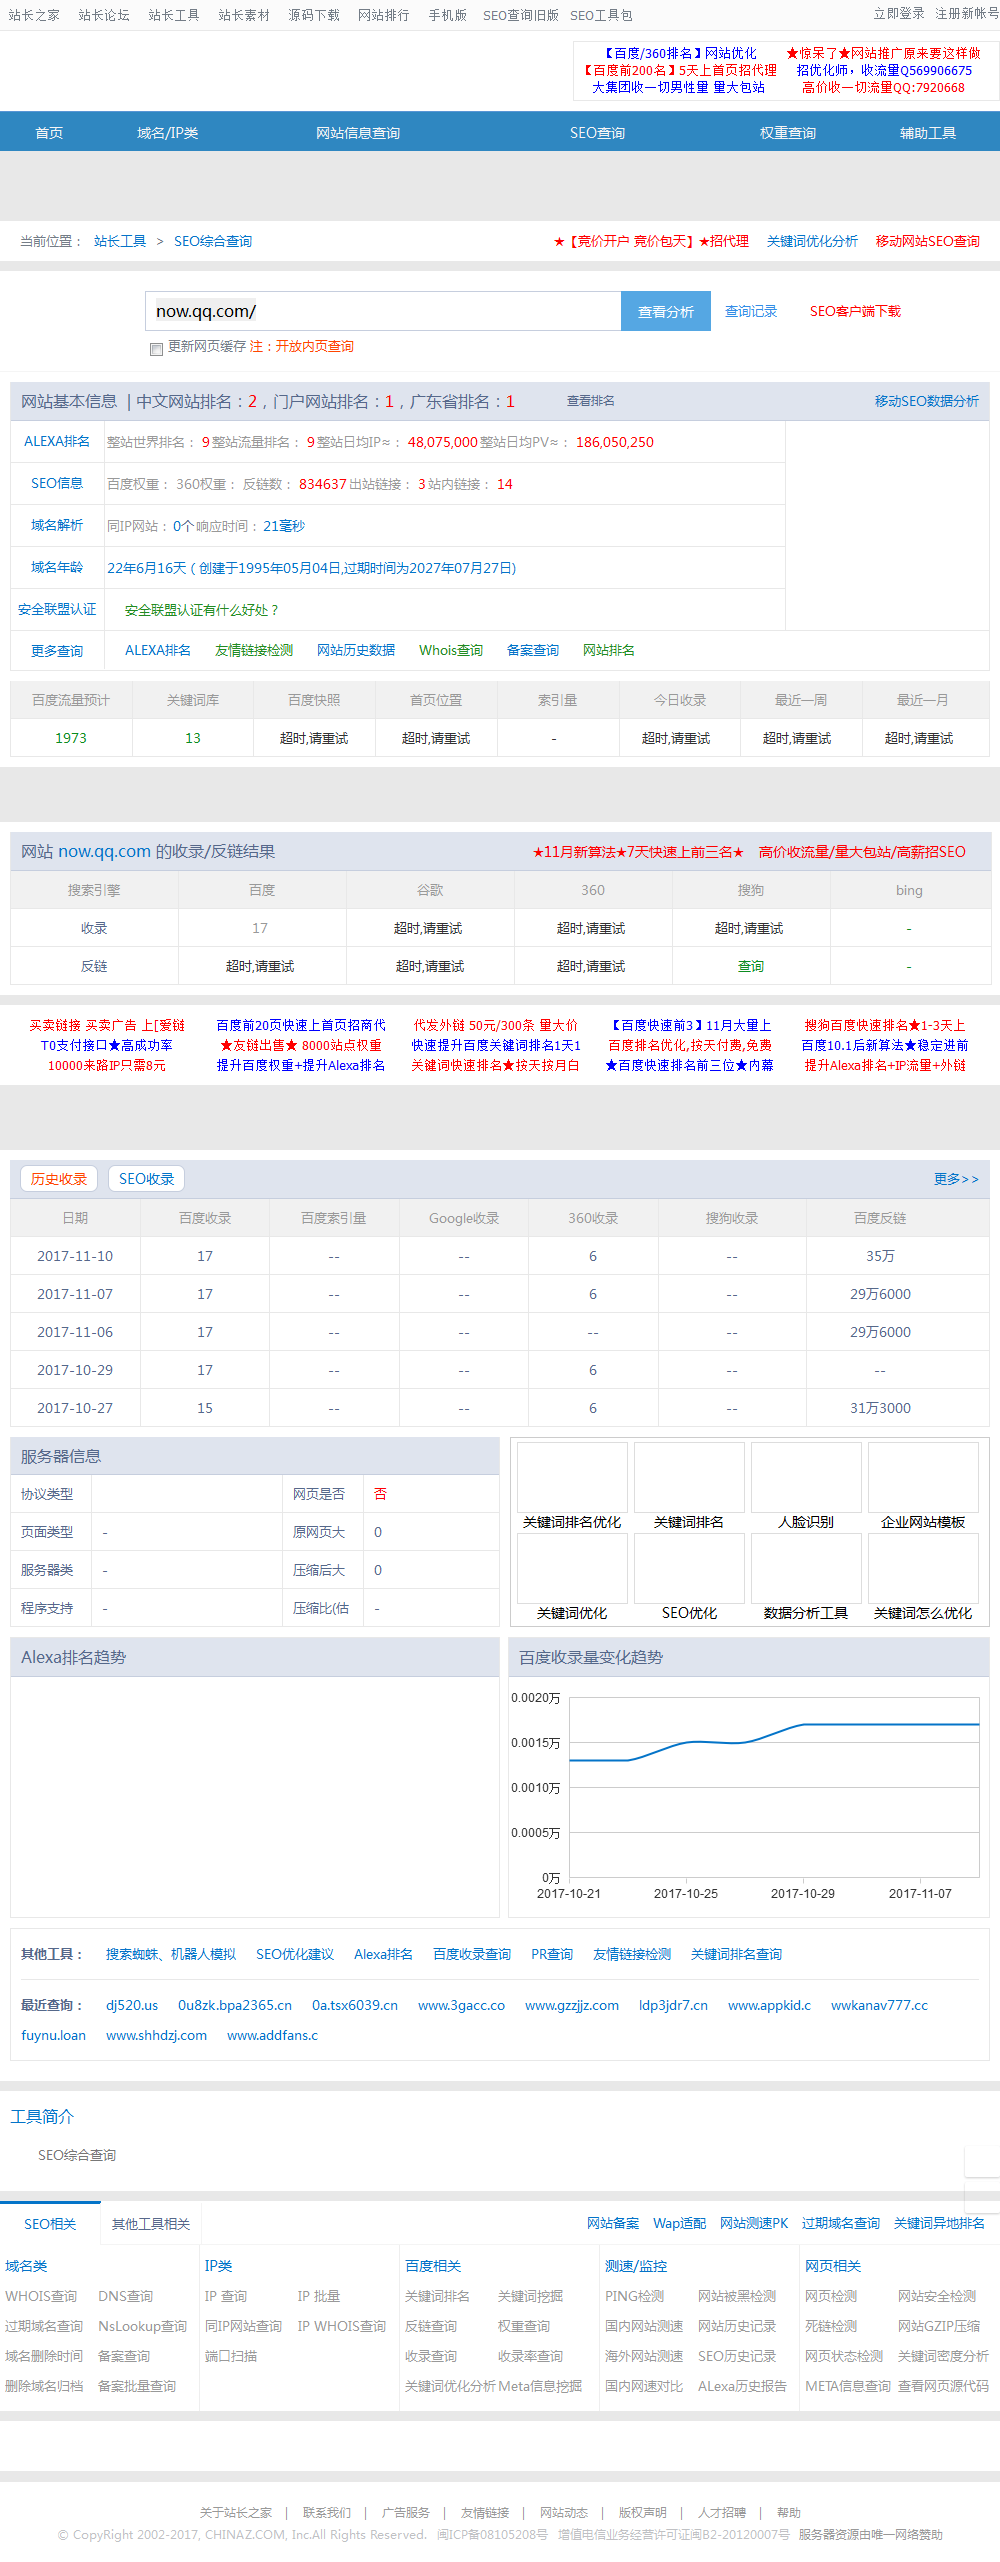 站长之家 站长论坛 站长工具 站长素材 源码下载 网站排行 手机版 SEO查询旧版 SEO工具包 立即登录 注册新帐号
【百度/360排名】网站优化 ★惊呆了★网站推广原来要这样做
【百度前200名】5天上首页招代理 招优化师，收流量Q569906675
大集团收一切男性量 量大包站 高价收一切流量QQ:7920668
首页 域名/IP类 网站信息查询 SEO查询 权重查询 辅助工具
当前位置： 站长工具 > SEO综合查询 ★【竞价开户 竞价包天】★招代理 关键词优化分析 移动网站SEO查询
now.qq.com/ 查看分析 查询记录 SEO客户端下载
更新网页缓存 注：开放内页查询
网站基本信息 | 中文网站排名：2，门户网站排名：1，广东省排名：1 查看排名 移动SEO数据分析
ALEXA排名 整站世界排名： 9 整站流量排名： 9 整站日均IP≈： 48,075,000 整站日均PV≈： 186,050,250
SEO信息 百度权重： 360权重： 反链数： 834637 出站链接： 3 站内链接： 14
域名解析 同IP网站：0个 响应时间：21毫秒
域名年龄 22年6月16天 ( 创建于1995年05月04日,过期时间为2027年07月27日)
安全联盟认证 安全联盟认证有什么好处？
更多查询 ALEXA排名 友情链接检测 网站历史数据 Whois查询 备案查询 网站排名
百度流量预计 关键词库 百度快照 首页位置 索引量 今日收录 最近一周 最近一月
1973 13 超时,请重试 超时,请重试 - 超时,请重试 超时,请重试 超时,请重试
网站 now.qq.com 的收录/反链结果 ★11月新算法★7天快速上前三名★ 高价收流量/量大包站/高薪招SEO
搜索引擎 百度 谷歌 360 搜狗 bing
收录 17 超时,请重试 超时,请重试 超时,请重试 -
反链 超时,请重试 超时,请重试 超时,请重试 查询 -
买卖链接 买卖广告 上[爱链 百度前20页快速上首页招商代 代发外链 50元/300条 量大价 【百度快速前3】11月大量上 搜狗百度快速排名★1-3天上
T0支付接口★高成功率 ★友链出售★ 8000站点权重 快速提升百度关键词排名1天1 百度排名优化,按天付费,免费 百度10.1后新算法★稳定进前
10000来路IP只需8元 提升百度权重+提升Alexa排名 关键词快速排名★按天按月白 ★百度快速排名前三位★内幕 提升Alexa排名+IP流量+外链
历史收录 SEO收录 更多>>
日期 百度收录 百度索引量 Google收录 360收录 搜狗收录 百度反链
2017-11-10 17 -- -- 6 -- 35万
2017-11-07 17 -- -- 6 -- 29万6000
2017-11-06 17 -- -- -- -- 29万6000
2017-10-29 17 -- -- 6 -- --
2017-10-27 15 -- -- 6 -- 31万3000
服务器信息
协议类型 网页是否 否
页面类型 - 原网页大 0
服务器类 - 压缩后大 0
程序支持 - 压缩比(估 -
关键词排名优化 关键词排名 人脸识别 企业网站模板
关键词优化 SEO优化 数据分析工具 关键词怎么优化
Alexa排名趋势 百度收录量变化趋势
0.0020万
0.0015万
0.0010万
0.0005万
0万
2017-10-21 2017-10-25 2017-10-29 2017-11-07
其他工具： 搜索蜘蛛、机器人模拟 SEO优化建议 Alexa排名 百度收录查询 PR查询 友情链接检测 关键词排名查询
最近查询： dj520.us 0u8zk.bpa2365.cn 0a.tsx6039.cn www.3gacc.co www.gzzjjz.com ldp3jdr7.cn www.appkid.c wwkanav777.cc
fuynu.loan www.shhdzj.com www.addfans.c
工具简介
SEO综合查询
SEO相关 其他工具相关 网站备案 Wap适配 网站测速PK 过期域名查询 关键词异地排名
域名类 IP类 百度相关 测速/监控 网页相关
WHOIS查询 DNS查询 IP 查询 IP 批量 关键词排名 关键词挖掘 PING检测 网站被黑检测 网页检测 网站安全检测
过期域名查询 NsLookup查询 同IP网站查询 IP WHOIS查询 反链查询 权重查询 国内网站测速 网站历史记录 死链检测 网站GZIP压缩
域名删除时间 备案查询 端口扫描 收录查询 收录率查询 海外网站测速 SEO历史记录 网页状态检测 关键词密度分析
删除域名归档 备案批量查询 关键词优化分析 Meta信息挖掘 国内网速对比 ALexa历史报告 META信息查询 查看网页源代码
关于站长之家 | 联系我们 | 广告服务 | 友情链接 | 网站动态 | 版权声明 | 人才招聘 | 帮助
© CopyRight 2002-2017, CHINAZ.COM, Inc.All Rights Reserved. 闽ICP备08105208号 增值电信业务经营许可证闽B2-20120007号 服务器资源由唯一网络赞助